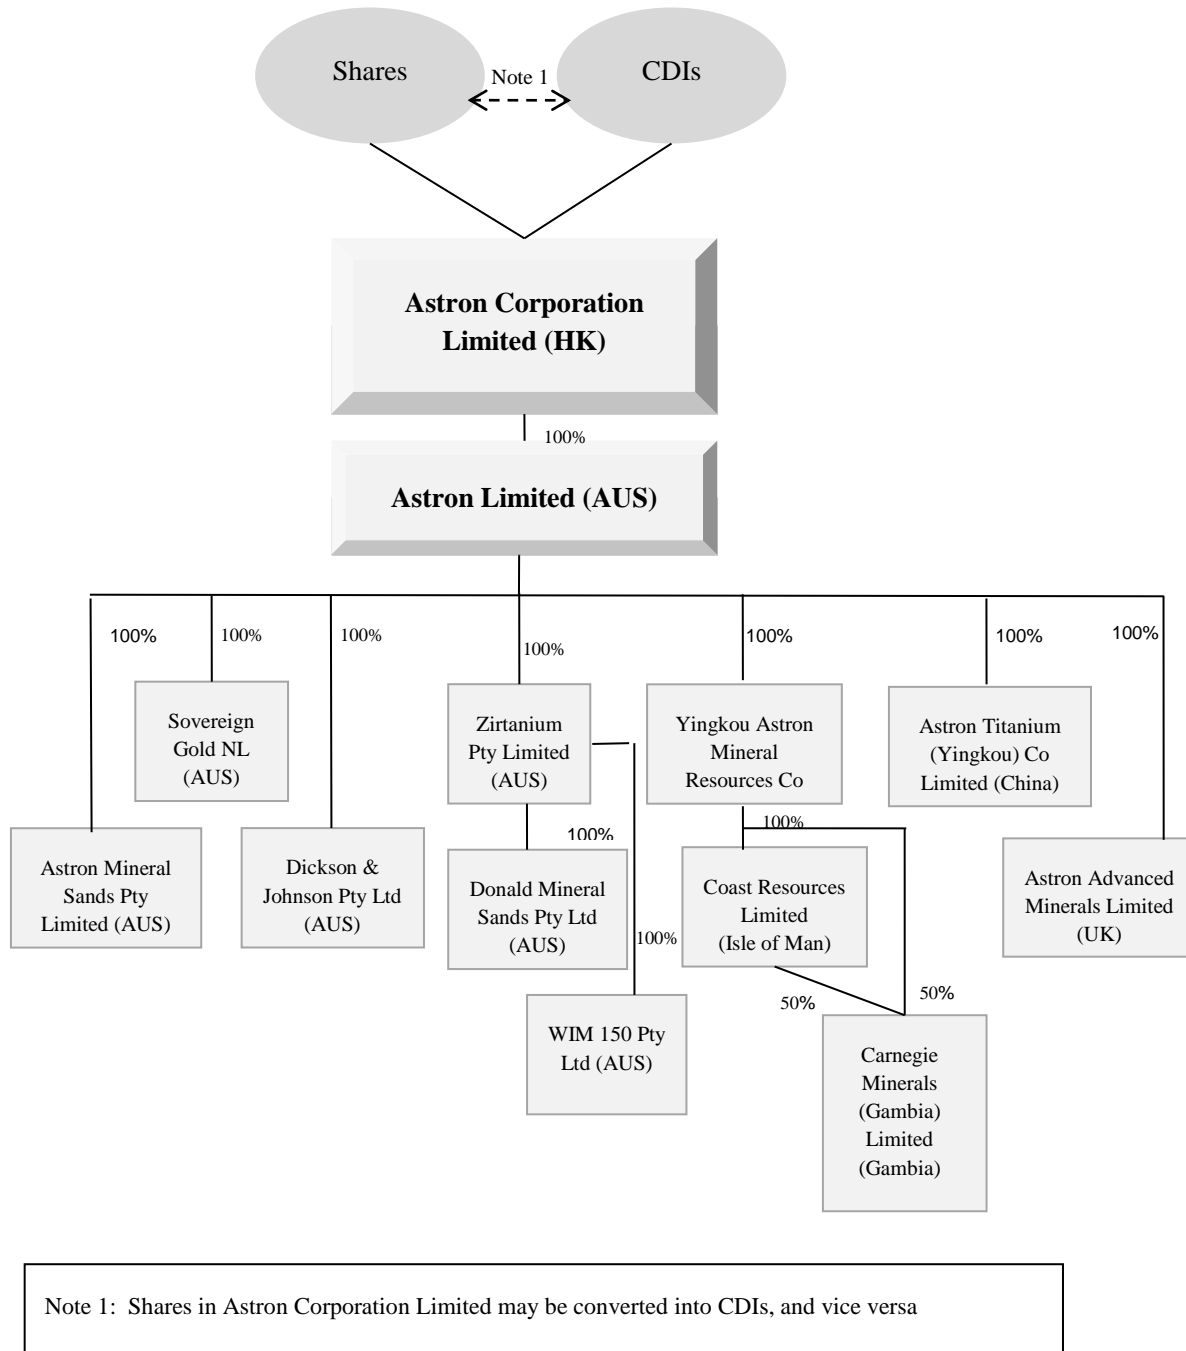 Shares
Note 1
CDIs
Astron Corporation
Limited (HK)
100%
Astron Limited (AUS)
100%
100%
100%
100%
100%
100%
100%
Sovereign
Gold NL
(AUS)
Zirtanium
Pty Limited
(AUS)
Yingkou Astron
Mineral
Resources Co
Astron Titanium
(Yingkou) Co
Limited (China)
100%
100%
Astron Mineral
Sands Pty
Limited (AUS)
Dickson &
Johnson Pty Ltd
(AUS)
Donald Mineral
Sands Pty Ltd
(AUS)
Coast Resources
Limited
(Isle of Man)
Astron Advanced
Minerals Limited
(UK)
100%
50%
50%
WIM 150 Pty
Ltd (AUS)
Carnegie
Minerals
(Gambia)
Limited
(Gambia)
Note 1:  Shares in Astron Corporation Limited may be converted into CDIs, and vice versa